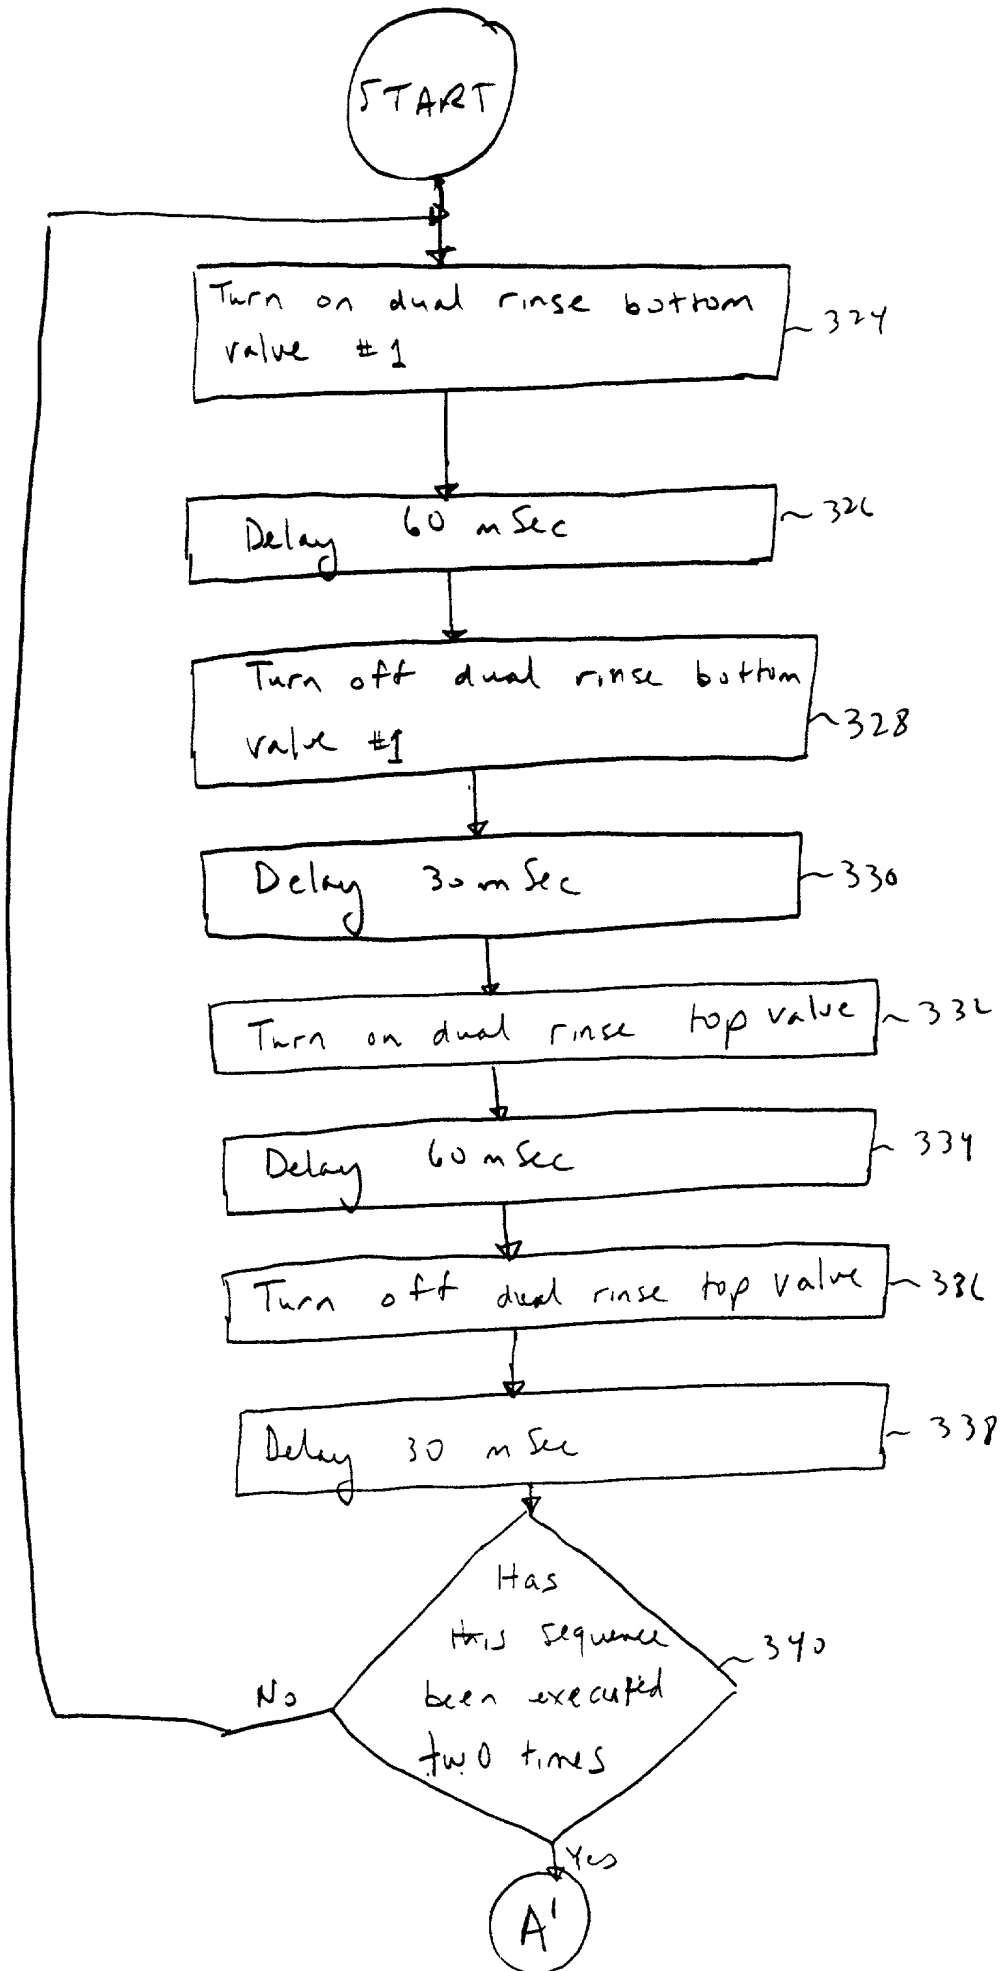 START
Turn on dual rinse bottom
valve #1
324
Delay 60 mSec
326
Turn off dual rinse bottom
valve #1
328
Delay 30 mSec
330
Turn on dual rinse top valve
332
Delay 60 mSec
334
Turn off dual rinse top valve
336
Delay 30 mSec
338
Has
this sequence
been executed
two times
340
No
Yes
A'